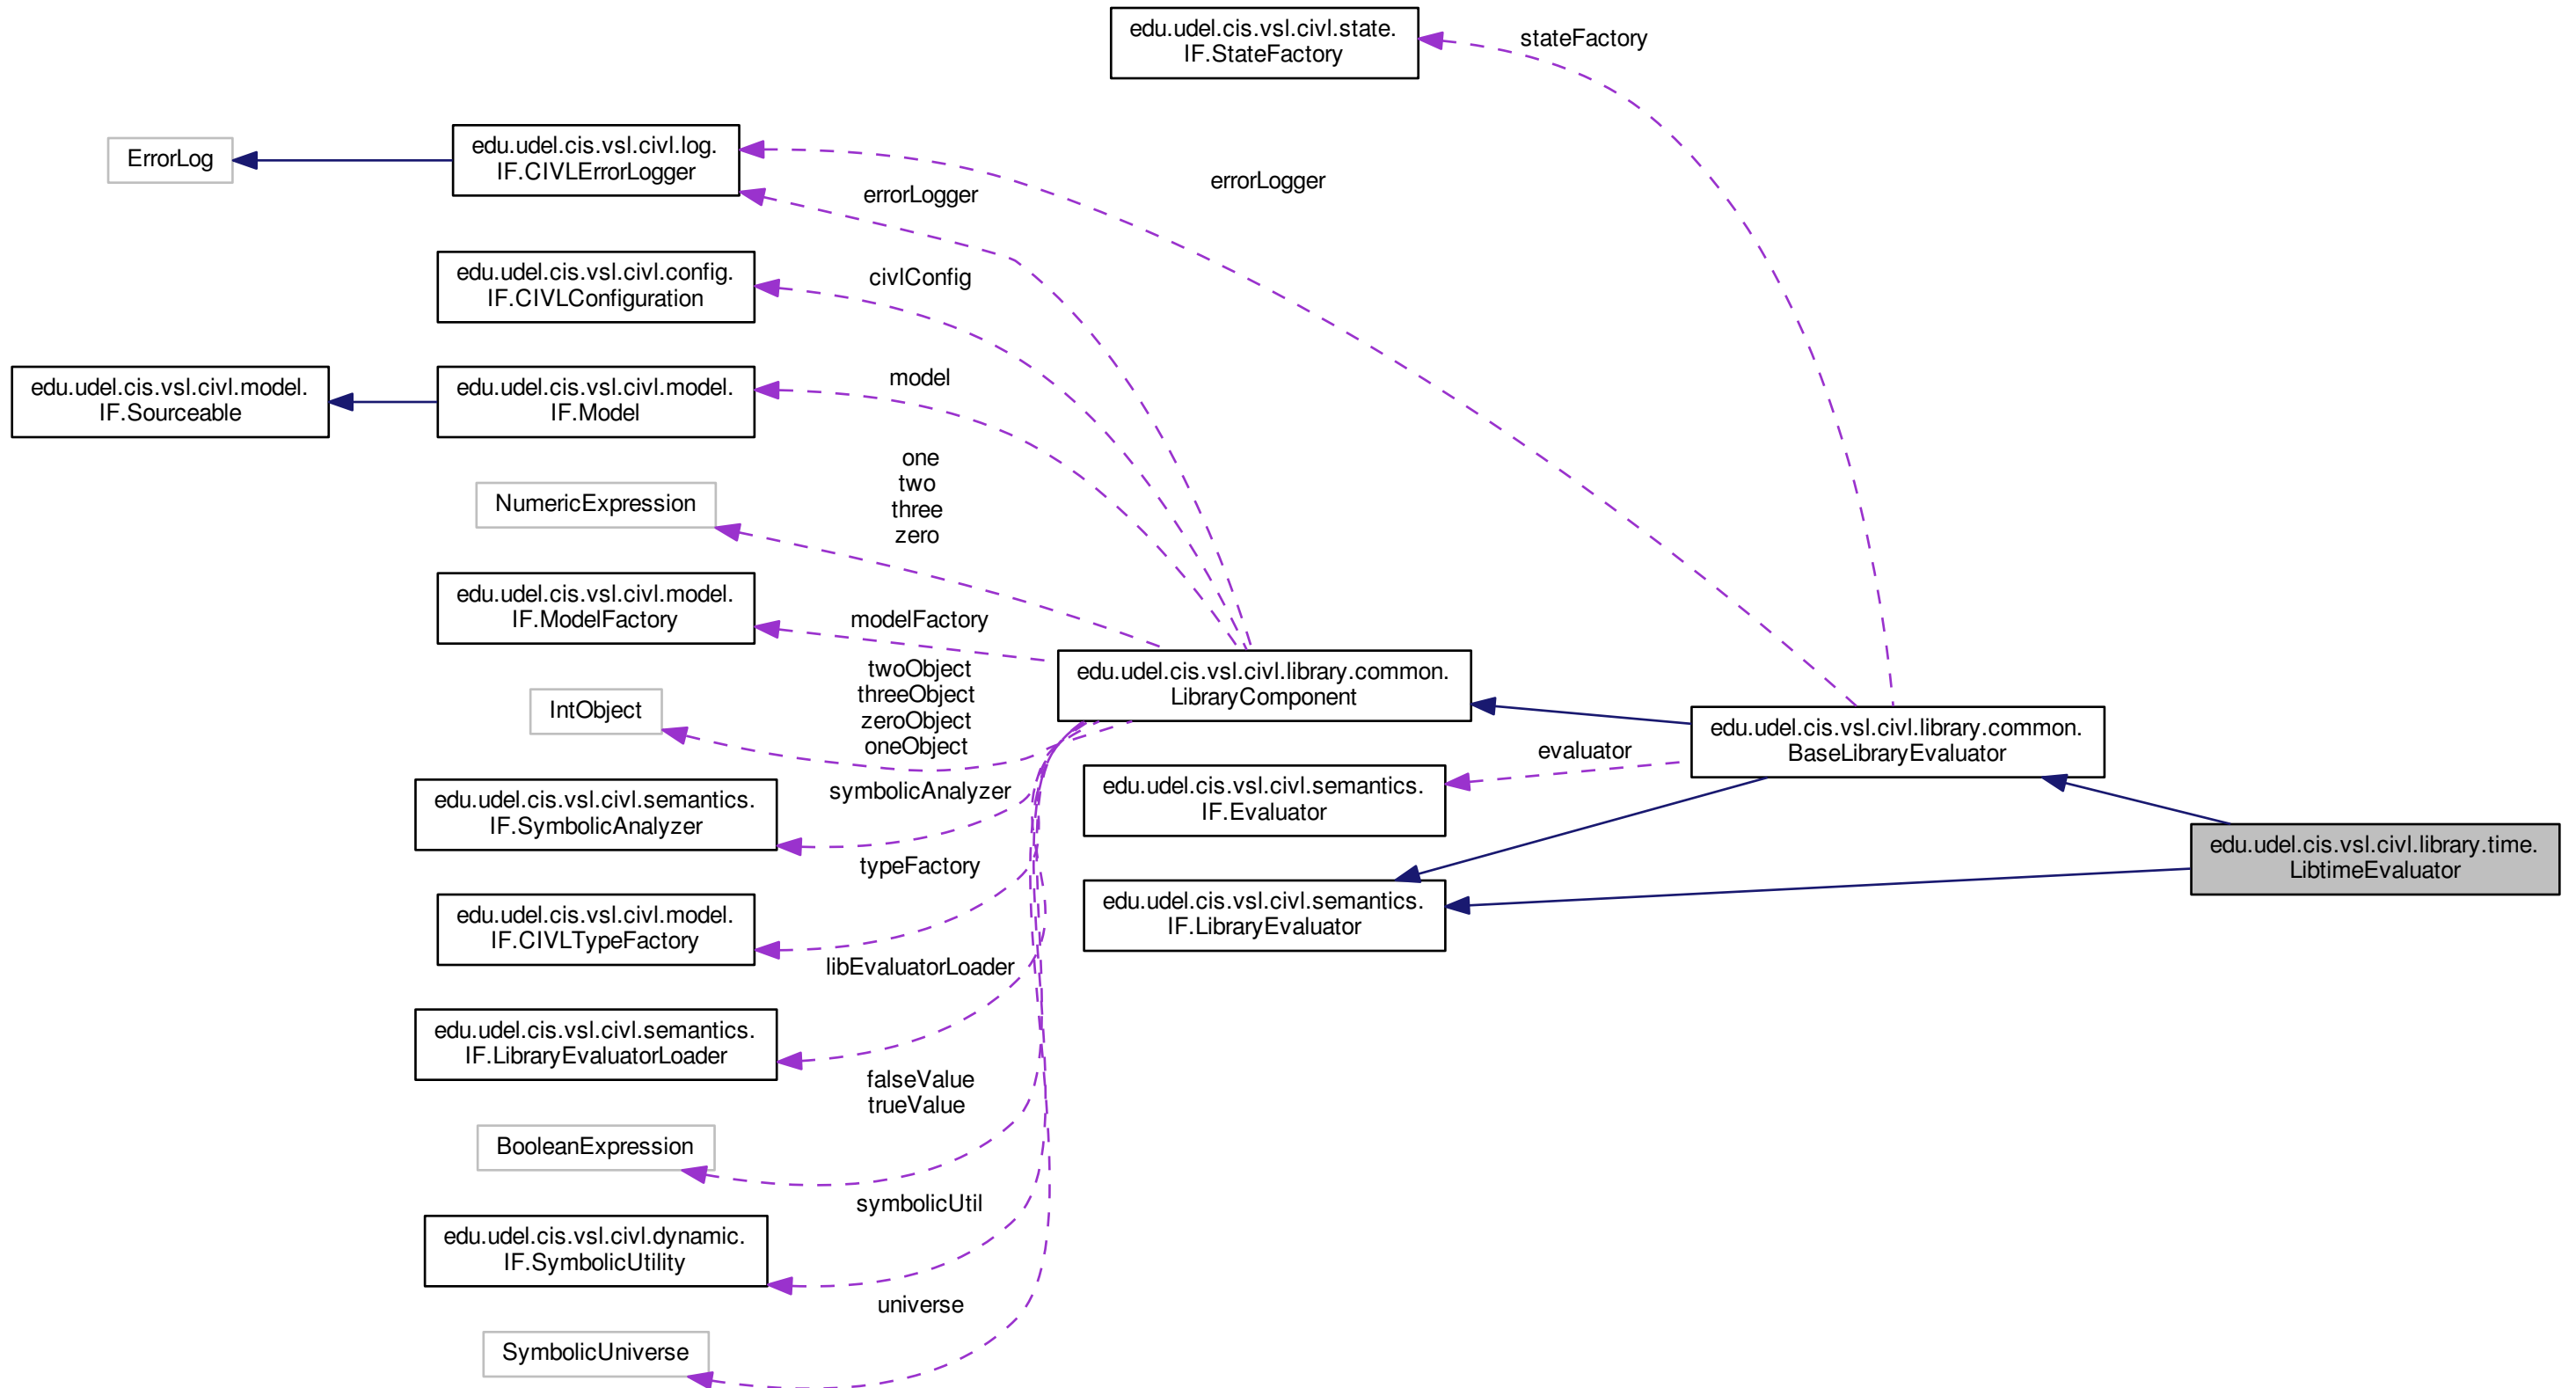 edu.udel.cis.vsl.civl.state.
IF.StateFactory
stateFactory
edu.udel.cis.vsl.civl.log.
IF.CIVLErrorLogger
ErrorLog
errorLogger
errorLogger
edu.udel.cis.vsl.civl.config.
IF.CIVLConfiguration
civlConfig
edu.udel.cis.vsl.civl.model.
IF.Sourceable
edu.udel.cis.vsl.civl.model.
IF.Model
model
NumericExpression
one
two
three
zero
edu.udel.cis.vsl.civl.model.
IF.ModelFactory
modelFactory
edu.udel.cis.vsl.civl.library.common.
LibraryComponent
IntObject
twoObject
threeObject
zeroObject
oneObject
edu.udel.cis.vsl.civl.library.common.
BaseLibraryEvaluator
evaluator
edu.udel.cis.vsl.civl.semantics.
IF.Evaluator
edu.udel.cis.vsl.civl.semantics.
IF.SymbolicAnalyzer
symbolicAnalyzer
edu.udel.cis.vsl.civl.library.time.
LibtimeEvaluator
typeFactory
edu.udel.cis.vsl.civl.model.
IF.CIVLTypeFactory
edu.udel.cis.vsl.civl.semantics.
IF.LibraryEvaluator
libEvaluatorLoader
edu.udel.cis.vsl.civl.semantics.
IF.LibraryEvaluatorLoader
falseValue
trueValue
BooleanExpression
symbolicUtil
edu.udel.cis.vsl.civl.dynamic.
IF.SymbolicUtility
universe
SymbolicUniverse